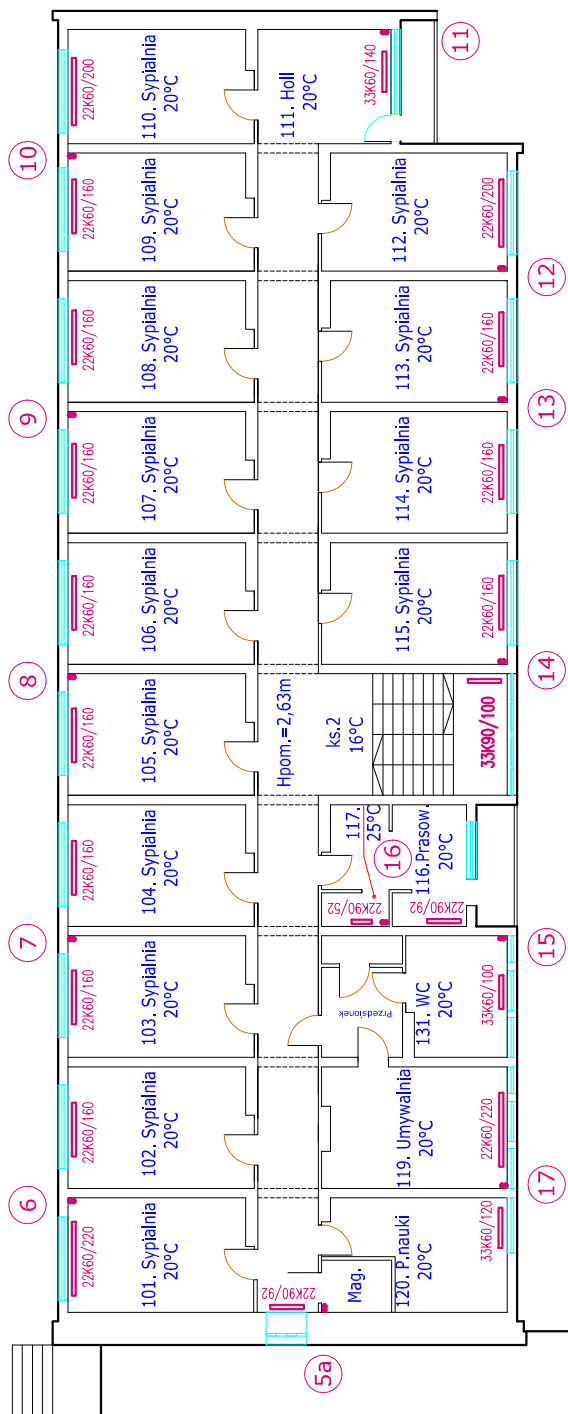 10
9
8
7
6
22K60/200
22K60/160
22K60/160
22K60/160
22K60/160
22K60/160
22K60/160
22K60/160
22K60/160
22K60/220
110. Sypialnia
20°C
109. Sypialnia
20°C
108. Sypialnia
20°C
107. Sypialnia
20°C
106. Sypialnia
20°C
105. Sypialnia
20°C
104. Sypialnia
20°C
103. Sypialnia
20°C
102. Sypialnia
20°C
101. Sypialnia
20°C
111. Holl
20°C
33K60/140
11
Hpom.=2,63m
ks.2
16°C
33K90/100
22K90/92
5a
112. Sypialnia
20°C
22K60/200
113. Sypialnia
20°C
22K60/160
114. Sypialnia
20°C
22K60/160
115. Sypialnia
20°C
22K60/160
117.
25°C
16
22K90/52
116.Prasow.
20°C
22K90/92
Przedsionek
131. WC
20°C
33K60/100
119. Umywalnia
20°C
22K60/220
Mag.
120. P.nauki
20°C
33K60/120
12
13
14
15
17